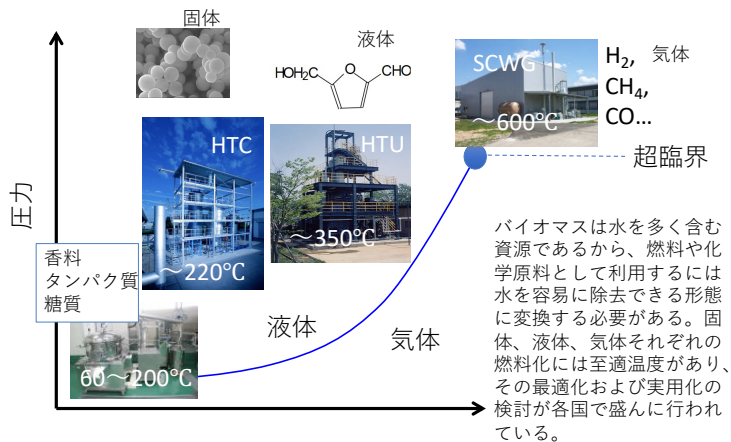 固体
液体
HOH₂C
O
CHO
SCWG
～600℃
H₂, 気体
CH₄,
CO…
超臨界
HTC
～220℃
HTU
～350℃
圧力
香料
タンパク質
糖質
60～200℃
液体
気体
バイオマスは水を多く含む
資源であるから、燃料や化
学原料として利用するには
水を容易に除去できる形態
に変換する必要がある。固
体、液体、気体それぞれの
燃料化には至適温度があり、
その最適化および実用化の
検討が各国で盛んに行われ
ている。